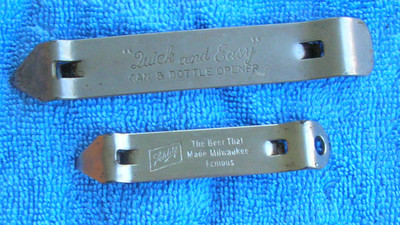 "Quick and Easy"
CAN & BOTTLE OPENER
Schlitz
The Beer That
Made Milwaukee
Famous